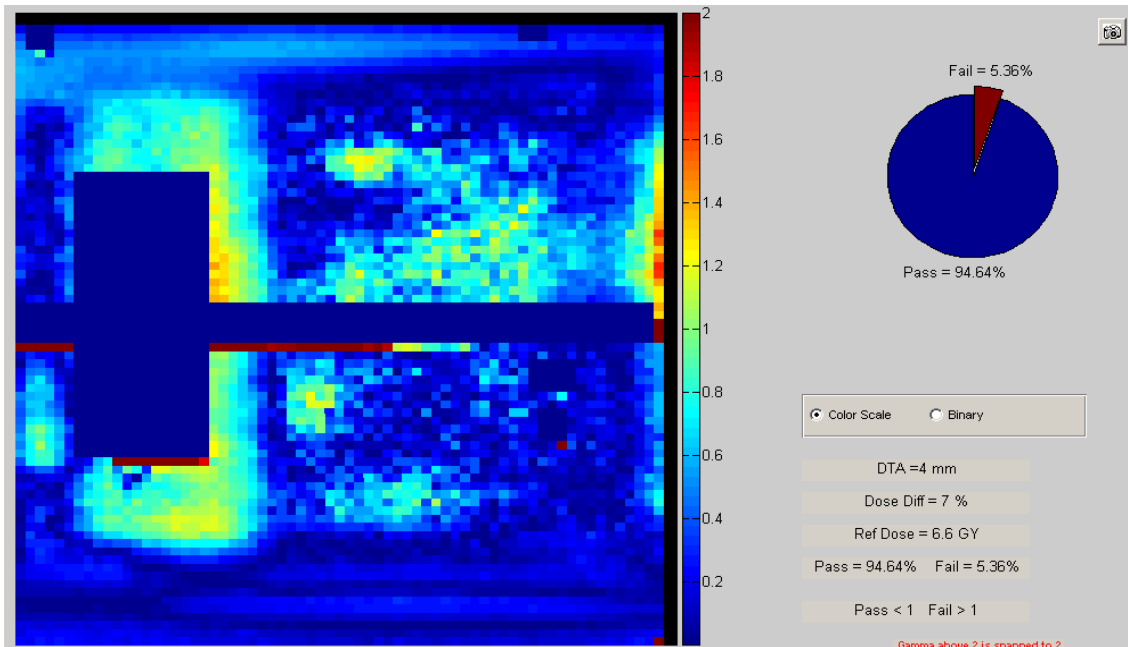 2
1.8
1.6
1.4
1.2
1
0.8
0.6
0.4
0.2
Fail = 5.36%
Pass = 94.64%
Color Scale Binary
DTA =4 mm
Dose Diff = 7 %
Ref Dose = 6.6 GY
Pass = 94.64% Fail = 5.36%
Pass < 1 Fail > 1
Gamma above 2 is snapped to 2